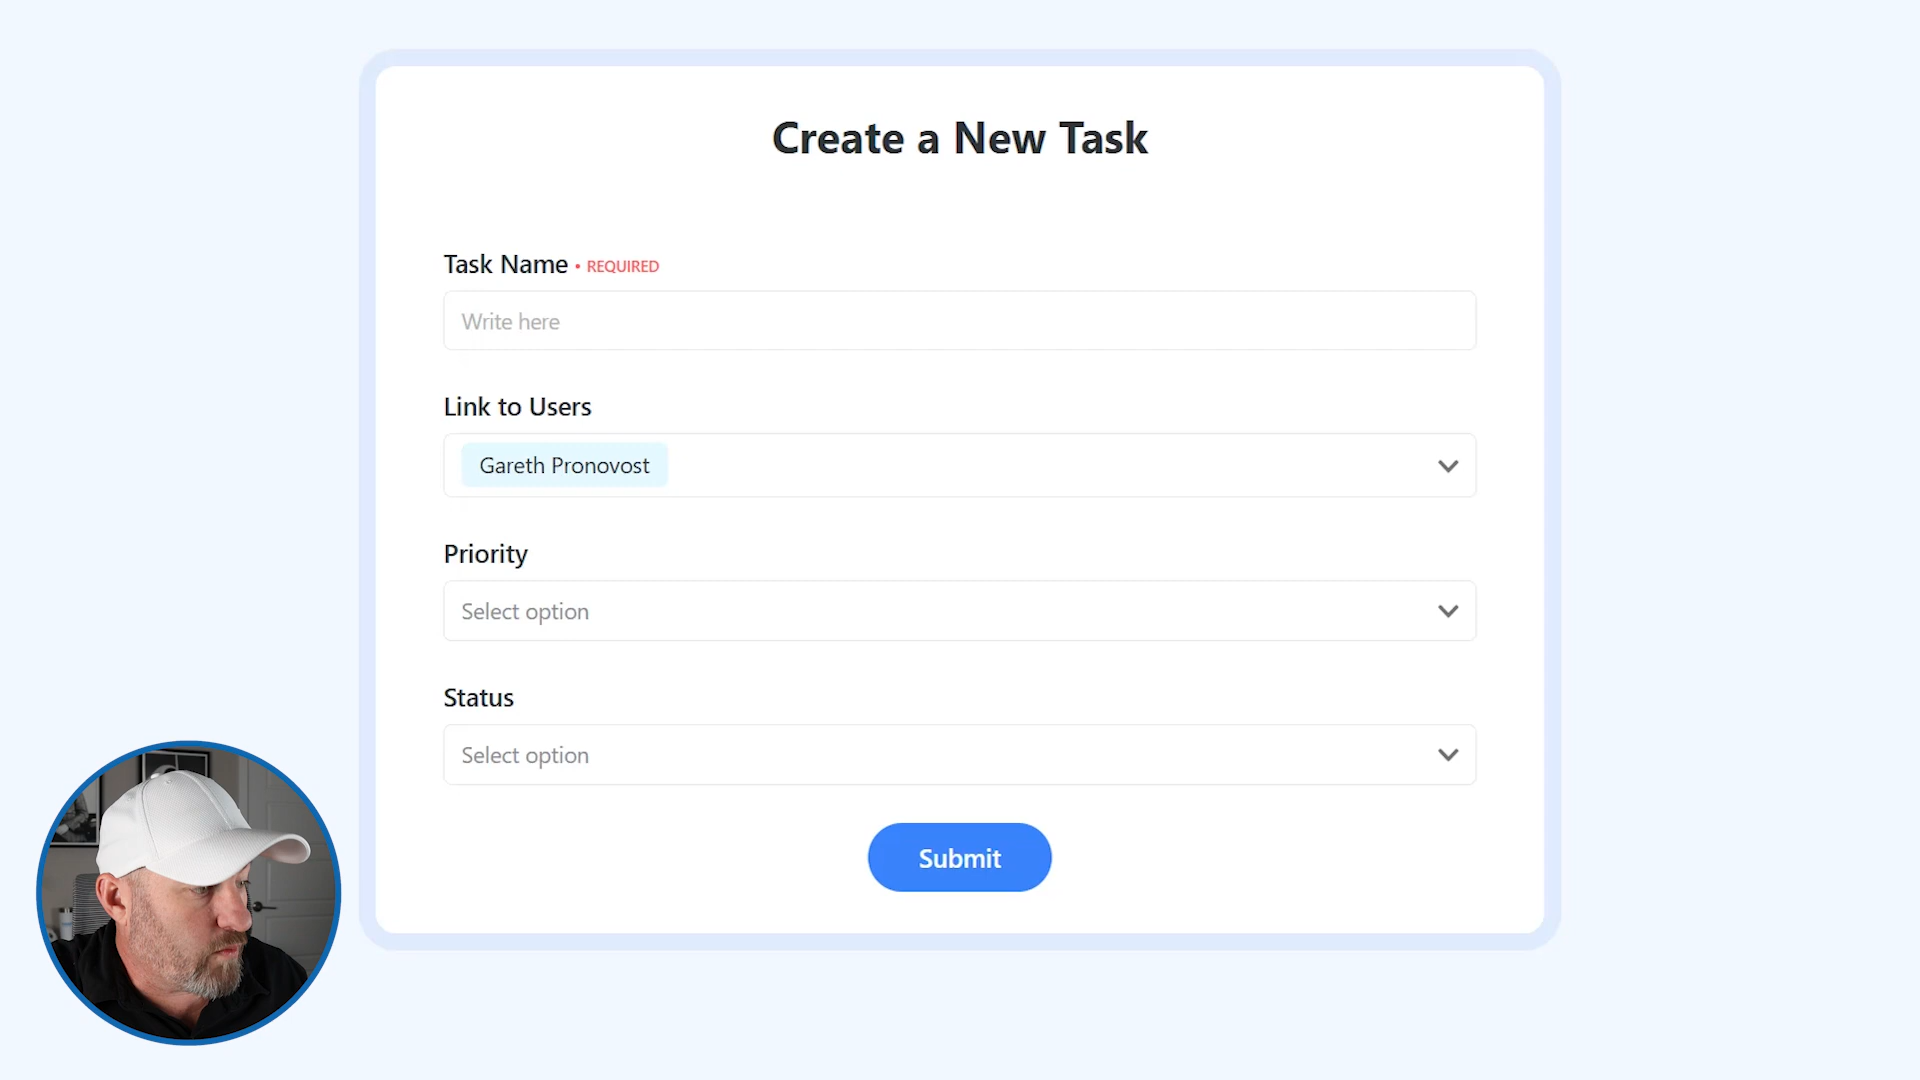 Create a New Task
Task Name • REQUIRED
Write here
Link to Users
Gareth Pronovost
Priority
Select option
Status
Select option
Submit